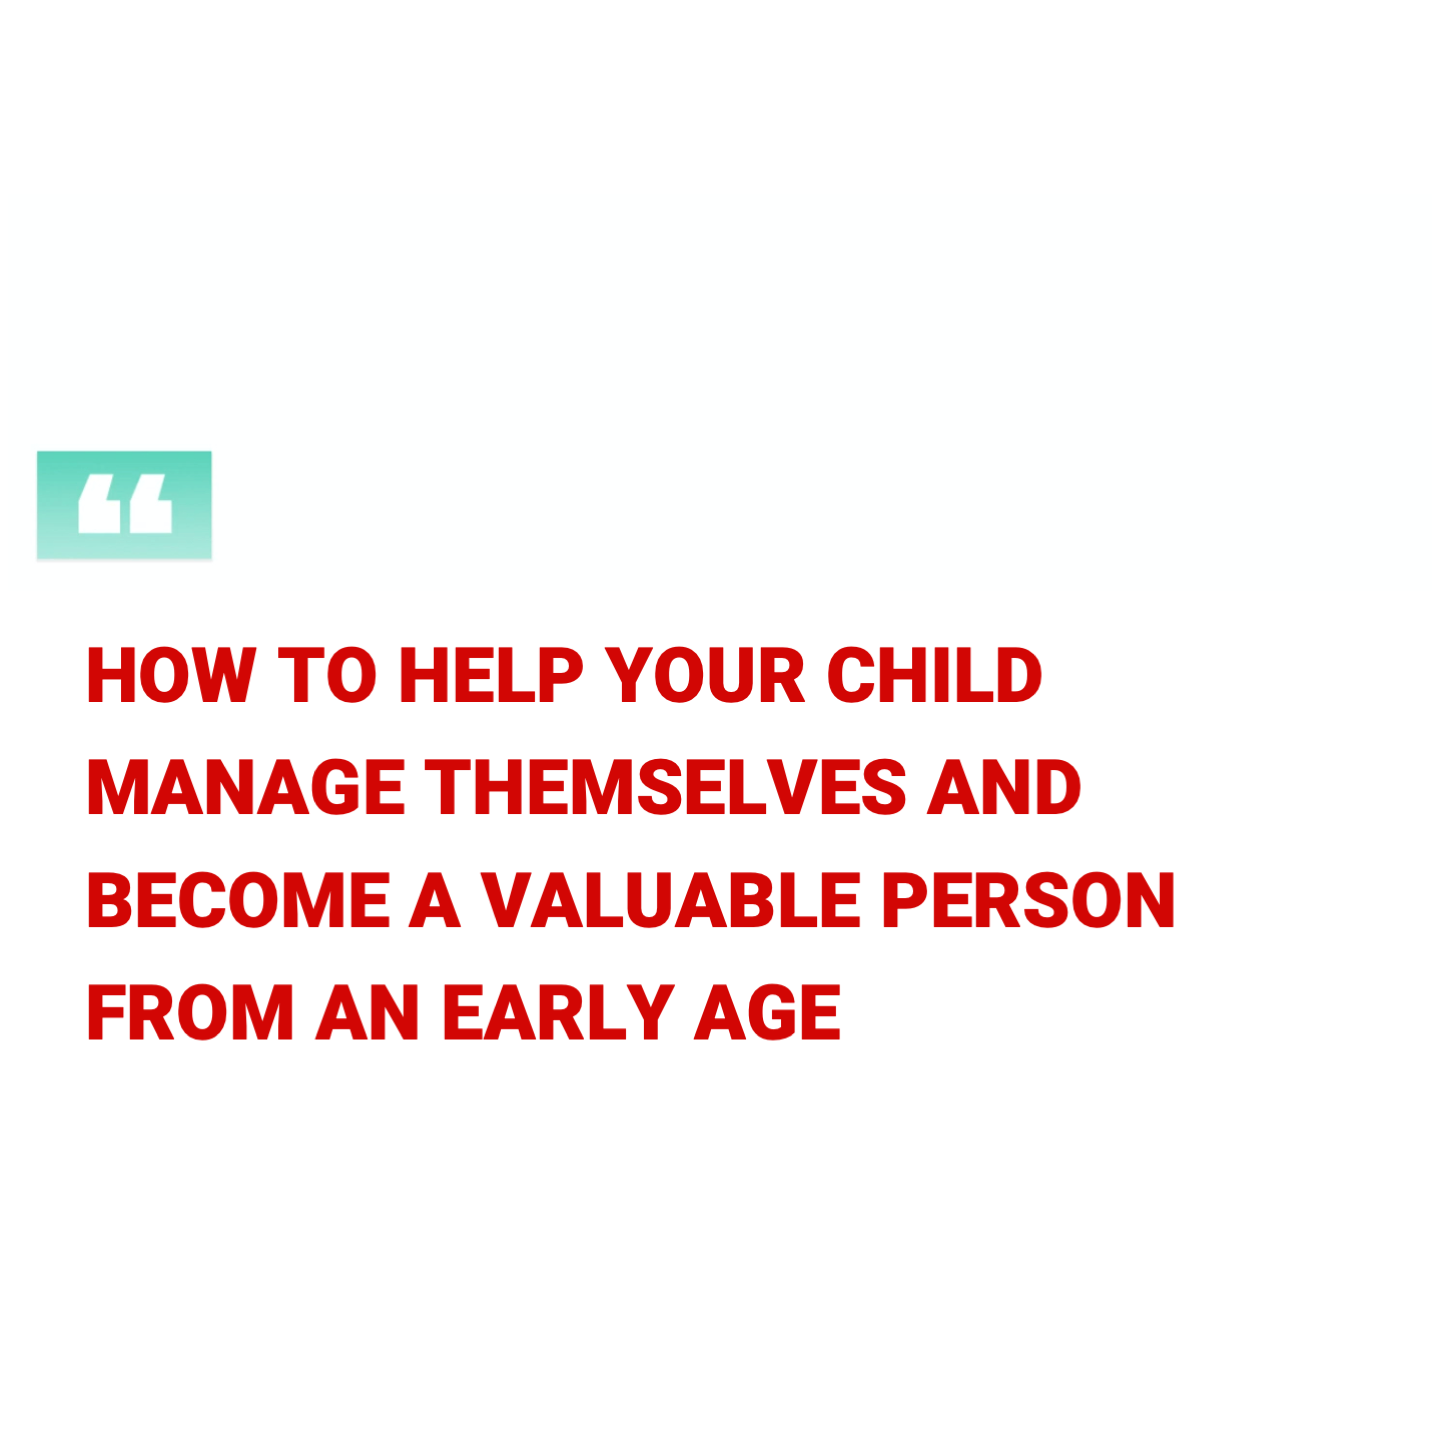 ❝
HOW TO HELP YOUR CHILD
MANAGE THEMSELVES AND
BECOME A VALUABLE PERSON
FROM AN EARLY AGE